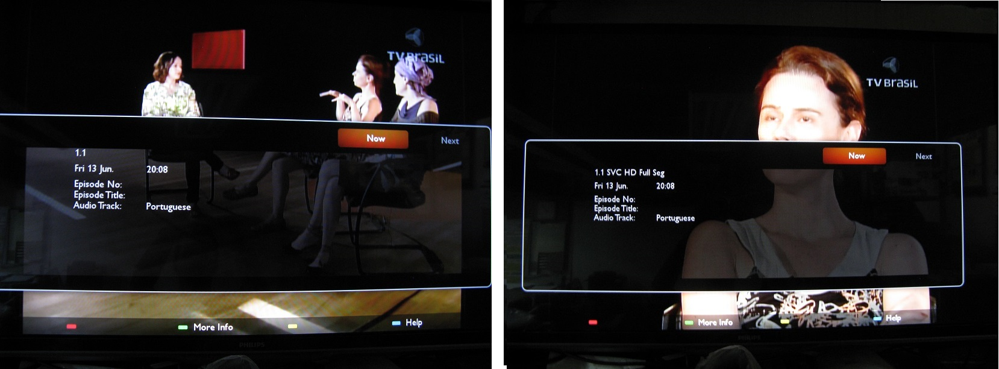 TV BRASIL
Now Next
1.1
Fri 13 Jun. 20:08
Episode No:
Episode Title:
Audio Track: Portuguese
More Info Help
PHILIPS
TV BRASIL
Now Next
1.1 SVC HD Full Seg
Fri 13 Jun. 20:08
Episode No:
Episode Title:
Audio Track: Portuguese
More Info Help
PHILIPS